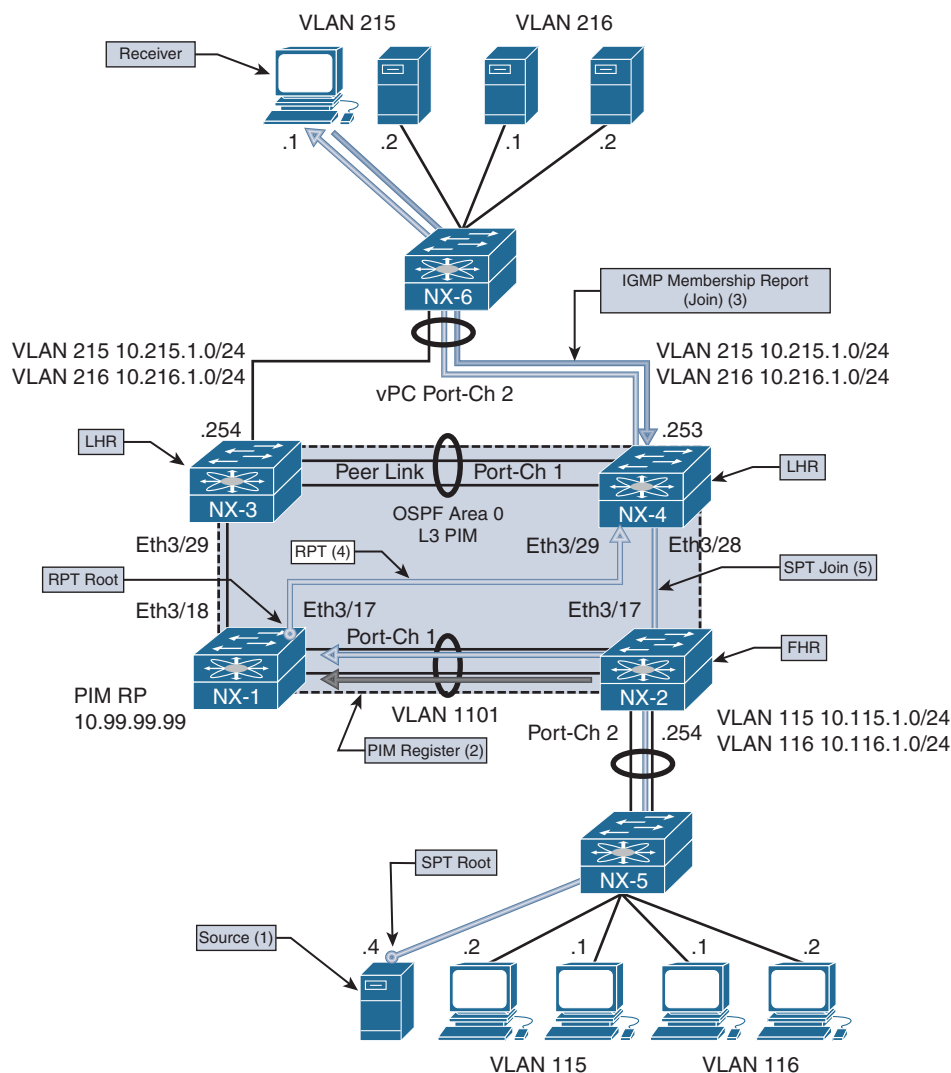 VLAN 215
VLAN 216
Receiver
.1
.2
.1
.2
NX-6
IGMP Membership Report
(Join) (3)
VLAN 215 10.215.1.0/24
VLAN 216 10.216.1.0/24
VLAN 215 10.215.1.0/24
VLAN 216 10.216.1.0/24
vPC Port-Ch 2
.254
.253
LHR
Peer Link
Port-Ch 1
LHR
NX-3
NX-4
OSPF Area 0
L3 PIM
Eth3/29
RPT (4)
Eth3/29
Eth3/28
RPT Root
SPT Join (5)
Eth3/18
Eth3/17
Eth3/17
Port-Ch 1
FHR
NX-1
NX-2
PIM RP
10.99.99.99
VLAN 1101
PIM Register (2)
Port-Ch 2
.254
VLAN 115 10.115.1.0/24
VLAN 116 10.116.1.0/24
NX-5
SPT Root
Source (1)
.4
.2
.1
.1
.2
VLAN 115
VLAN 116